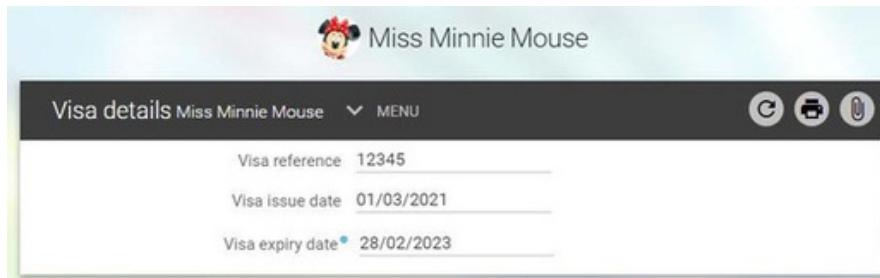 Miss Minnie Mouse
Visa details Miss Minnie Mouse MENU
Visa reference 12345
Visa issue date 01/03/2021
Visa expiry date 28/02/2023